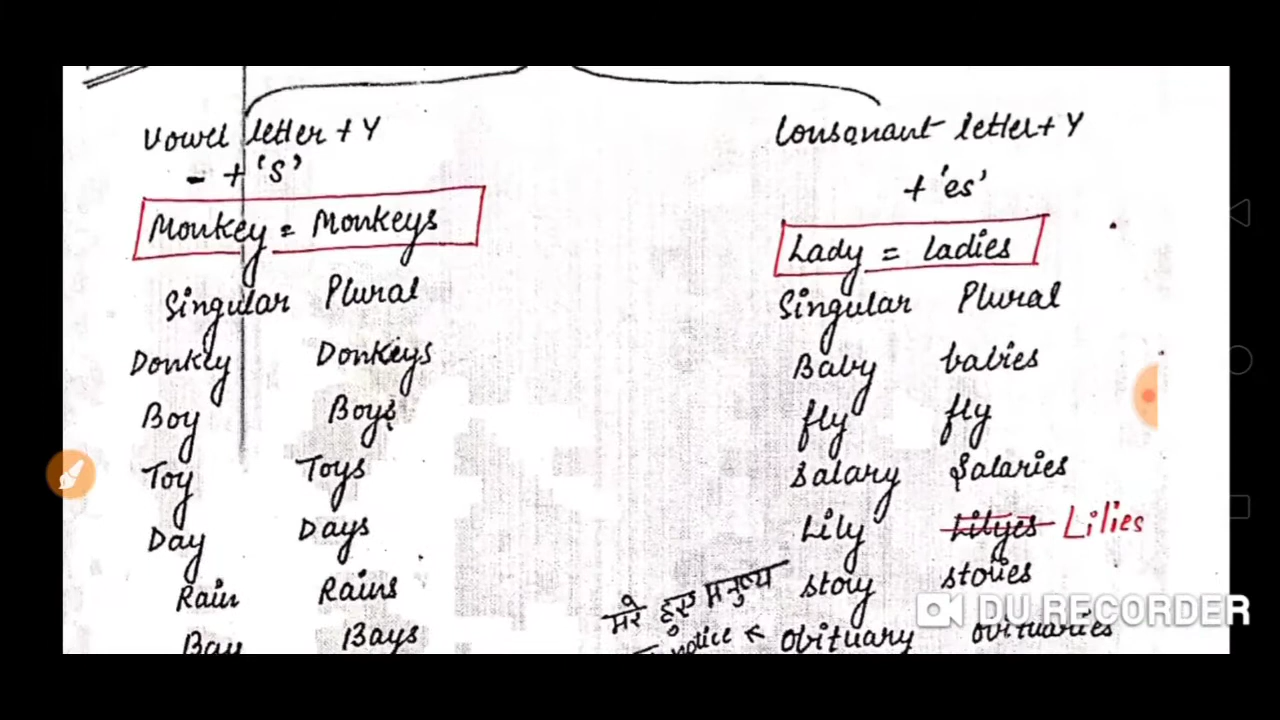 Vowel letter + Y
- + 's'
Monkey = Monkeys
Singular Plural
Donkey Donkeys
Boy Boys
Toy Toys
Day Days
Rain Rains
Bay Bays
Consonant letter + Y
+ 'es'
Lady = ladies
Singular Plural
Baby babies
fly fly
Salary Salaries
Lily Lilyes Lilies
story stories
मरे हुए मनुष्य
notice
Obituary obituaries
DU RECORDER